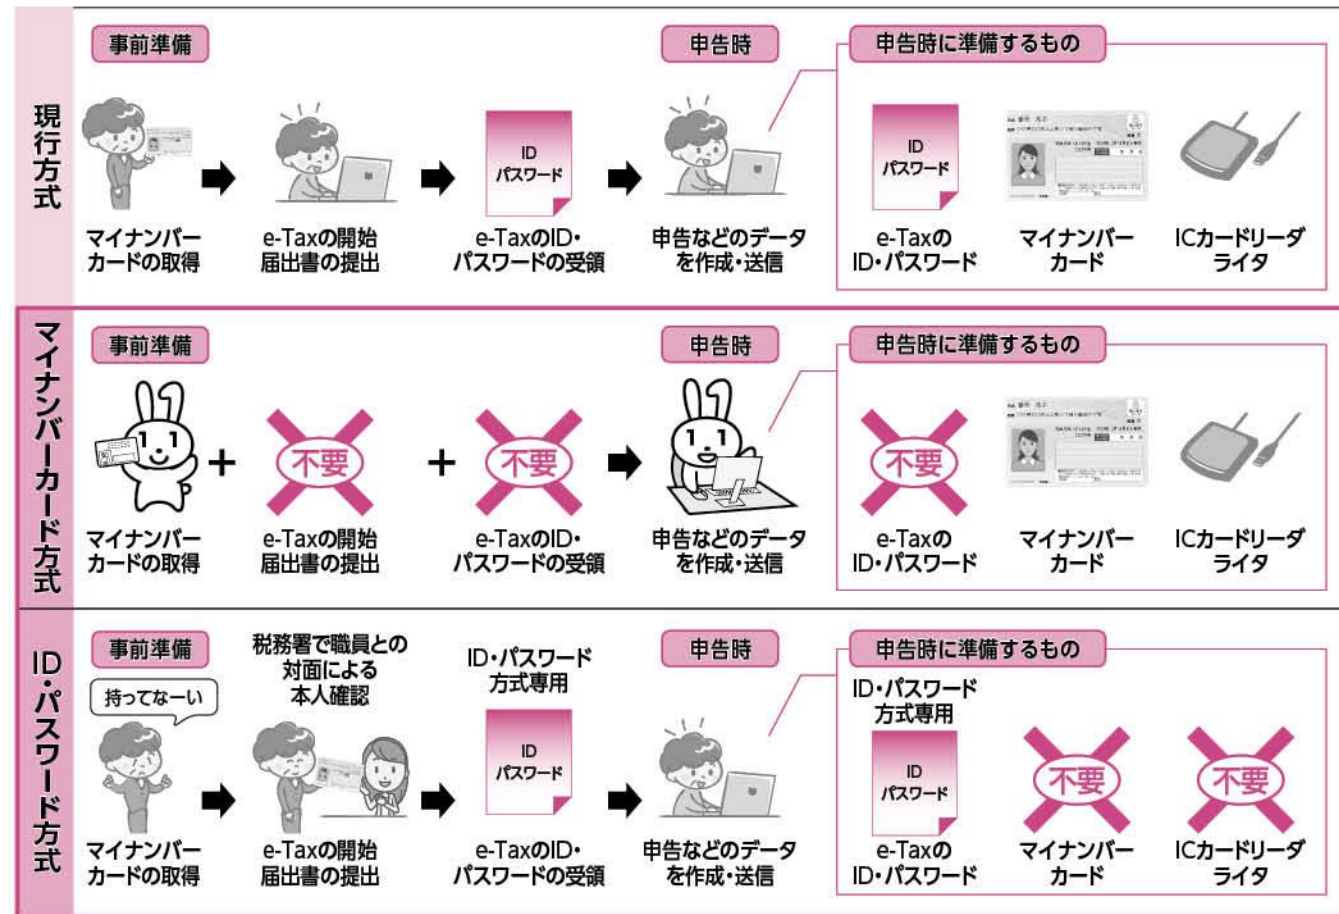 現行方式
事前準備
申告時
申告時に準備するもの
ID
パスワード
ID
パスワード
マイナンバー
カードの取得
e-Taxの開始
届出書の提出
e-TaxのID・
パスワードの受領
申告などのデータ
を作成・送信
e-Taxの
ID・パスワード
マイナンバー
カード
ICカードリーダ
ライタ
マイナンバーカード方式
事前準備
申告時
申告時に準備するもの
不要
不要
不要
マイナンバー
カードの取得
e-Taxの開始
届出書の提出
e-TaxのID・
パスワードの受領
申告などのデータ
を作成・送信
e-Taxの
ID・パスワード
マイナンバー
カード
ICカードリーダ
ライタ
ID・パスワード方式
事前準備
持ってなーい
税務署で職員との
対面による
本人確認
ID・パスワード
方式専用
申告時
申告時に準備するもの
ID・パスワード
方式専用
ID
パスワード
ID
パスワード
不要
不要
マイナンバー
カードの取得
e-Taxの開始
届出書の提出
e-TaxのID・
パスワードの受領
申告などのデータ
を作成・送信
e-Taxの
ID・パスワード
マイナンバー
カード
ICカードリーダ
ライタ